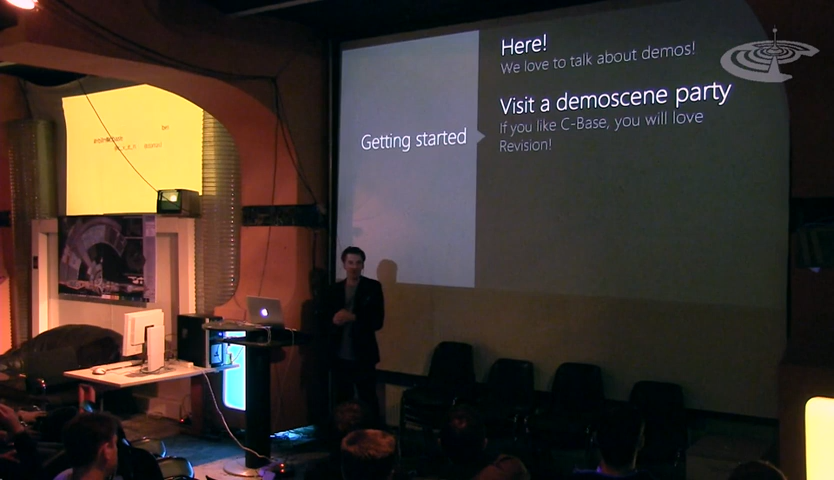 Here!
We love to talk about demos!
Visit a demoscene party
If you like C-Base, you will love
Revision!
Getting started